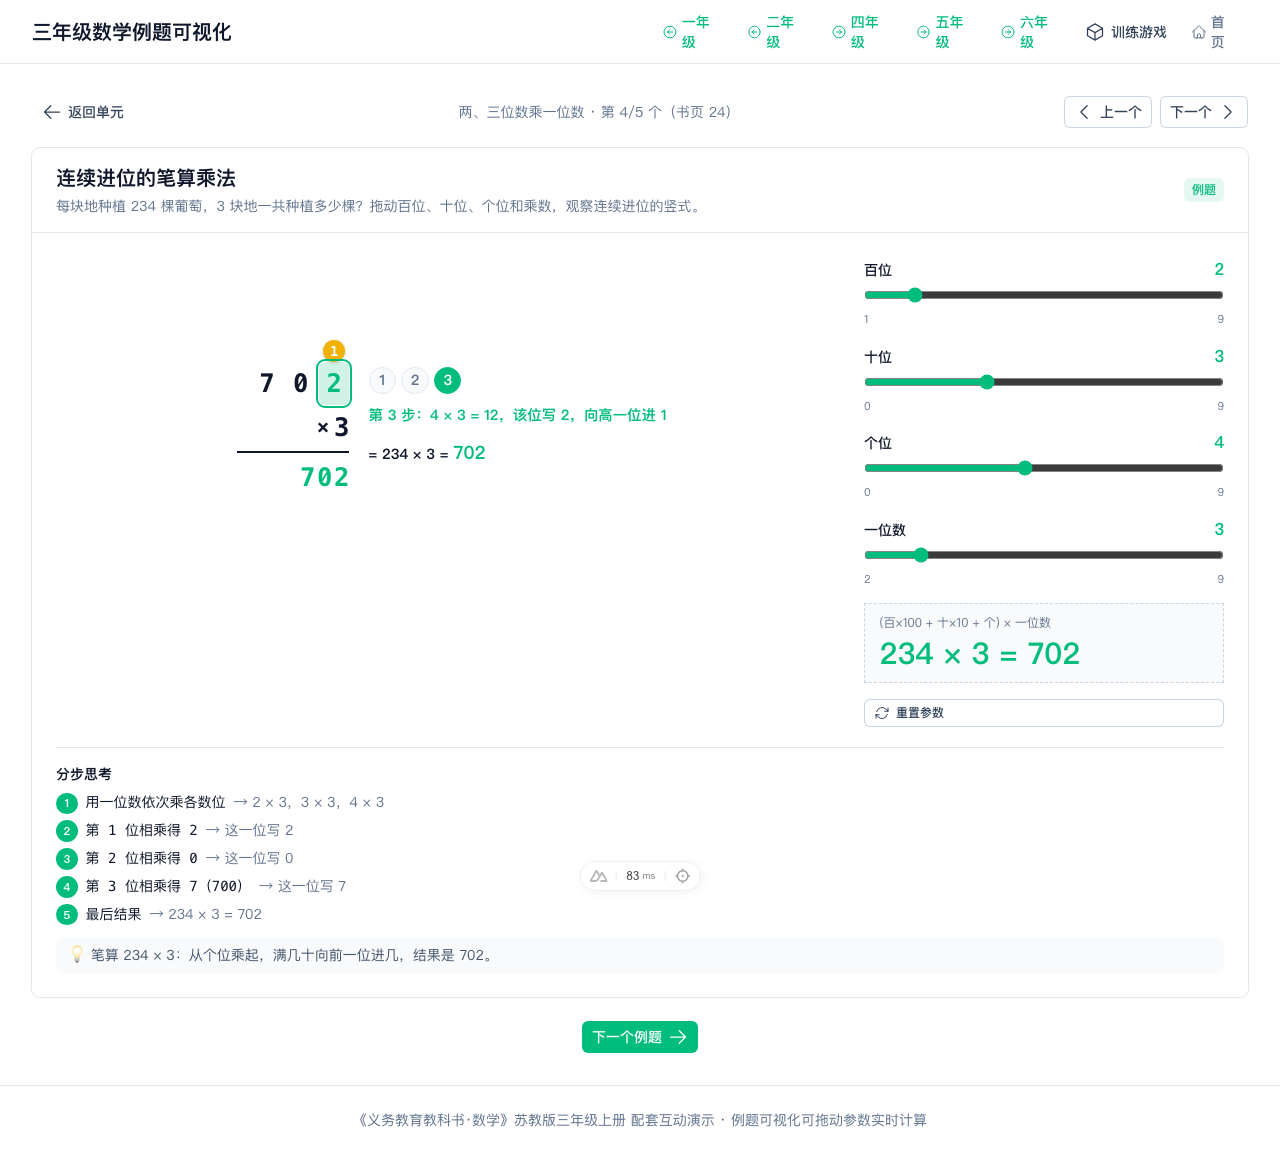 三年级数学例题可视化
一年级
二年级
四年级
五年级
六年级
训练游戏
首页
返回单元
两、三位数乘一位数 · 第 4/5 个（书页 24）
上一个
下一个
连续进位的笔算乘法
每块地种植 234 棵葡萄，3 块地一共种植多少棵？拖动百位、十位、个位和乘数，观察连续进位的竖式。
例题
1
7 0 2
×3
702
1 2 3
第 3 步：4 × 3 = 12，该位写 2，向高一位进 1
= 234 × 3 = 702
百位 2
1 9
十位 3
0 9
个位 4
0 9
一位数 3
2 9
(百×100 + 十×10 + 个) × 一位数
234 × 3 = 702
重置参数
分步思考
1 用一位数依次乘各数位 → 2 × 3，3 × 3，4 × 3
2 第 1 位相乘得 2 → 这一位写 2
3 第 2 位相乘得 0 → 这一位写 0
4 第 3 位相乘得 7（700） → 这一位写 7
5 最后结果 → 234 × 3 = 702
83 ms
笔算 234 × 3：从个位乘起，满几十向前一位进几，结果是 702。
下一个例题
《义务教育教科书·数学》苏教版三年级上册 配套互动演示 · 例题可视化可拖动参数实时计算